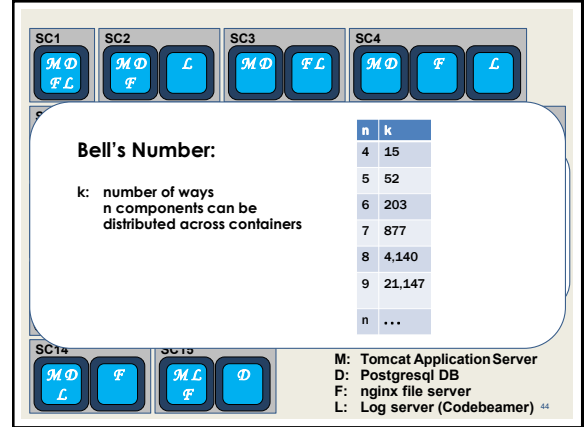 SC1
SC2
SC3
SC4
M D
F L
M D
F
L
M D
F L
M D
F
L
Bell's Number:
k: number of ways
n components can be
distributed across containers
n k
4 15
5 52
6 203
7 877
8 4,140
9 21,147
n ...
SC14
SC15
M D
L
F
M L
F
D
M: Tomcat Application Server
D: Postgresql DB
F: nginx file server
L: Log server (Codebeamer)
44